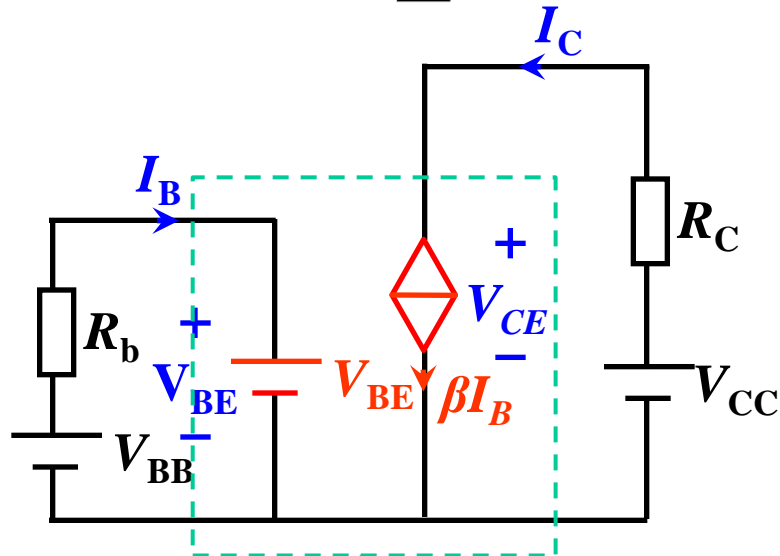 I_C
I_B
R_C
+
+
V_CE
R_b
−
V_BE
V_BE
βI_B
V_CC
−
V_BB